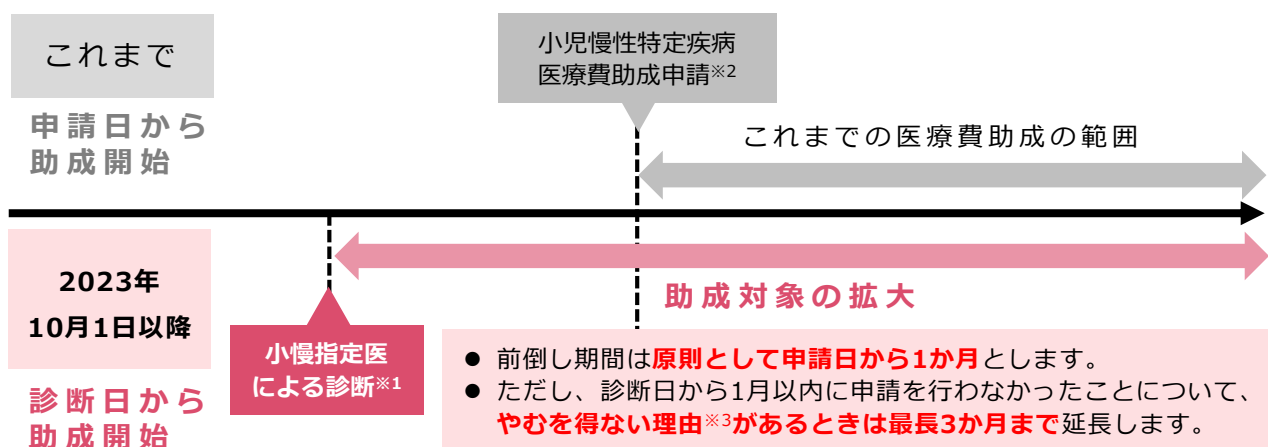 これまで
申請日から
助成開始
小児慢性特定疾病
医療費助成申請※2
これまでの医療費助成の範囲
2023年
10月1日以降
診断日から
助成開始
小慢指定医
による診断※1
助成対象の拡大
● 前倒し期間は原則として申請日から1か月とします。
● ただし、診断日から1月以内に申請を行わなかったことについて、
やむを得ない理由※3があるときは最長3か月まで延長します。